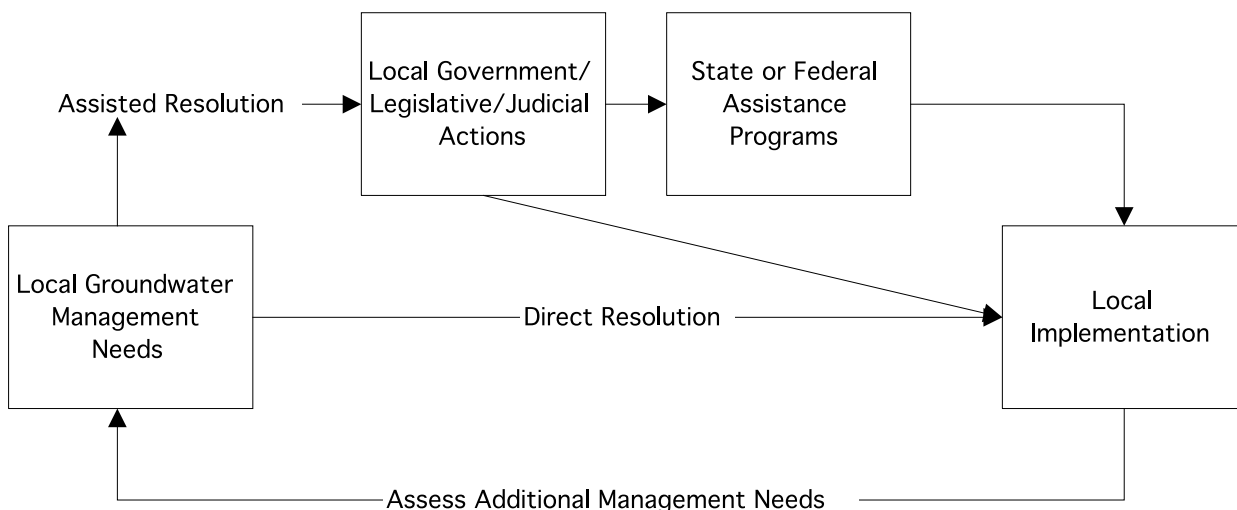 Local Government/
Legislative/Judicial
Actions
State or Federal
Assistance
Programs
Assisted Resolution
Local Groundwater
Management
Needs
Direct Resolution
Local
Implementation
Assess Additional Management Needs